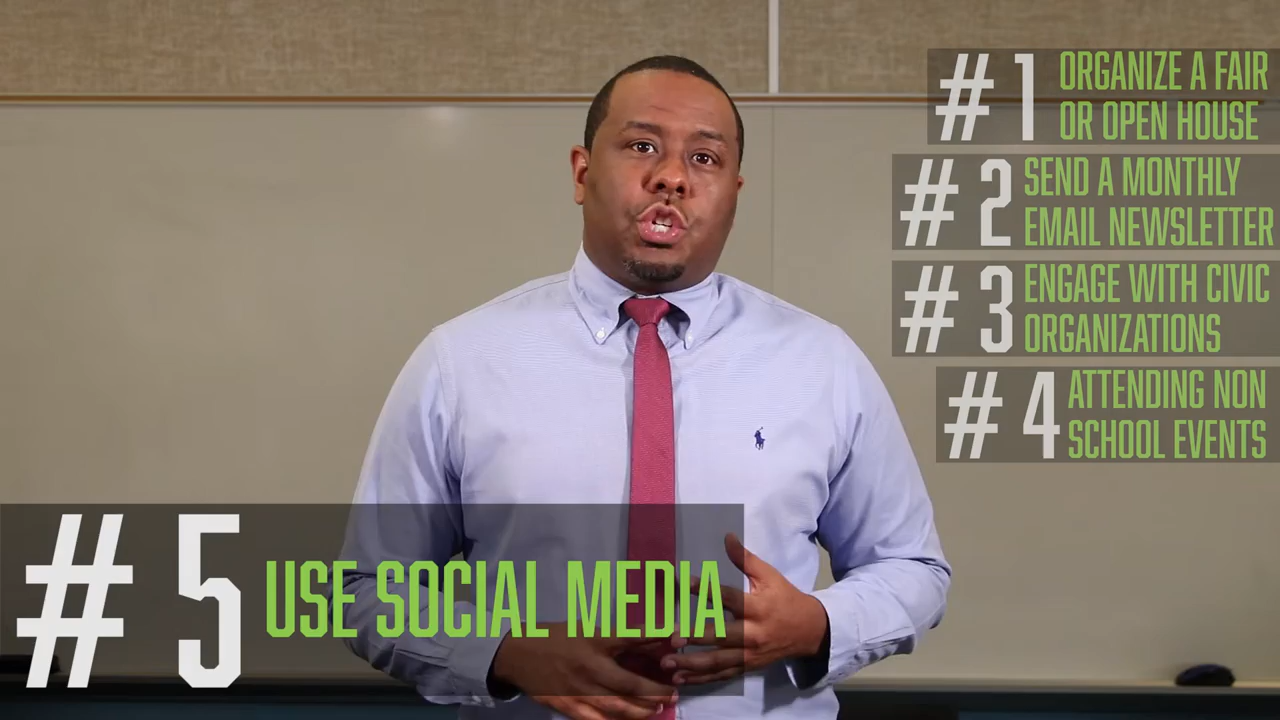 # 1 ORGANIZE A FAIR
OR OPEN HOUSE
# 2 SEND A MONTHLY
EMAIL NEWSLETTER
# 3 ENGAGE WITH CIVIC
ORGANIZATIONS
# 4 ATTENDING NON
SCHOOL EVENTS
# 5 USE SOCIAL MEDIA